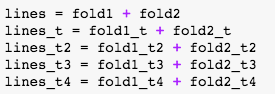 lines = fold1 + fold2
lines_t = fold1_t + fold2_t
lines_t2 = fold1_t2 + fold2_t2
lines_t3 = fold1_t3 + fold2_t3
lines_t4 = fold1_t4 + fold2_t4